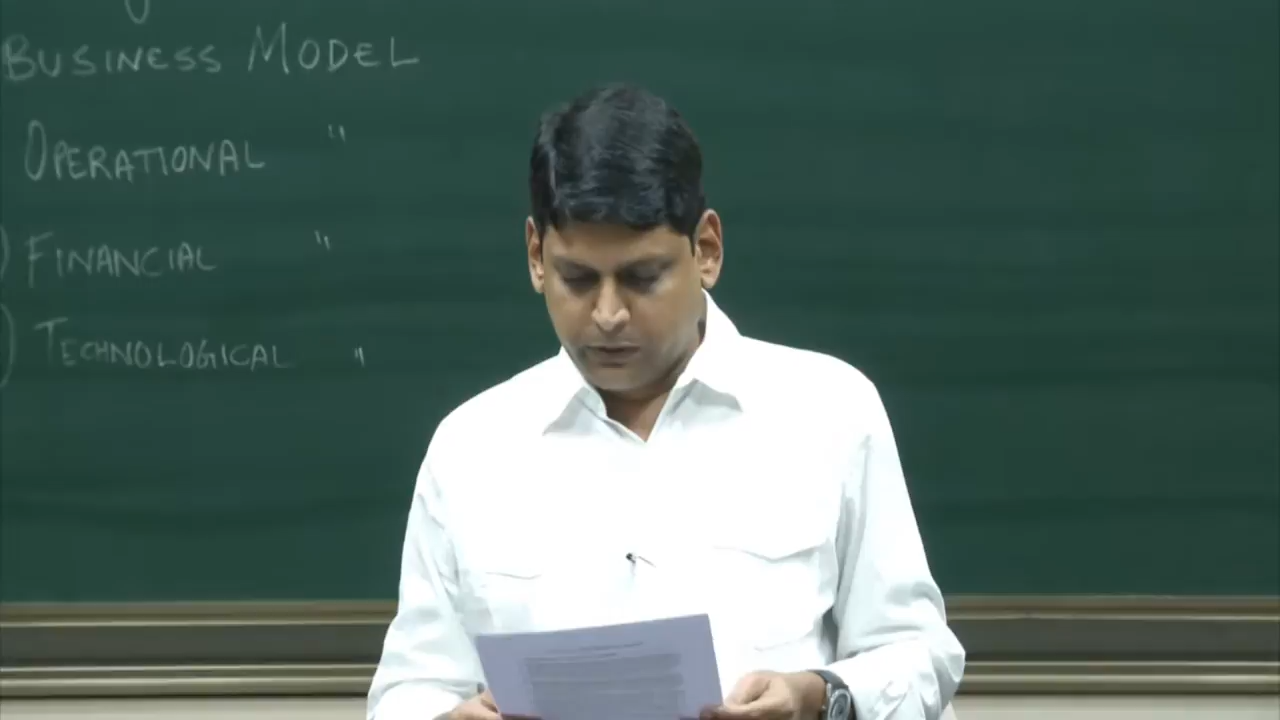 BUSINESS MODEL
OPERATIONAL "
) FINANCIAL "
) TECHNOLOGICAL "